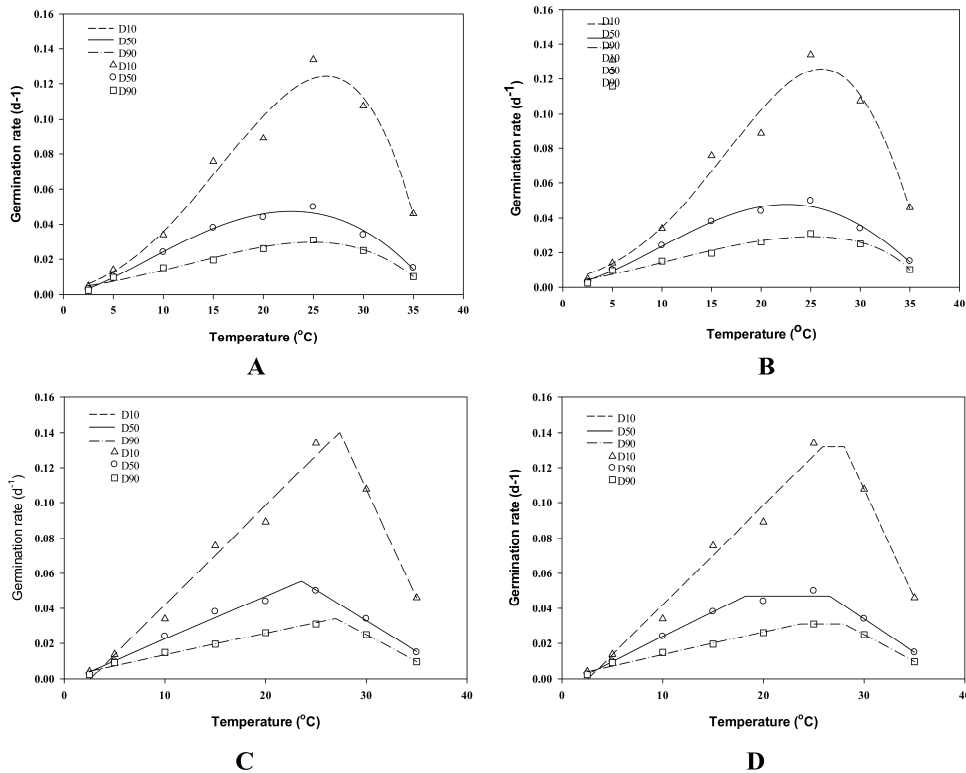 0.16
0.14
0.12
0.10
0.08
0.06
0.04
0.02
0.00
Germination rate (d-1)
D10
D50
D90
D10
D50
D90
0 5 10 15 20 25 30 35 40
Temperature (°C)
A
0.16
0.14
0.12
0.10
0.08
0.06
0.04
0.02
0.00
Germination rate (d⁻¹)
D10
D50
D90
D10
D50
D90
0 5 10 15 20 25 30 35 40
Temperature (°C)
B
0.16
0.14
0.12
0.10
0.08
0.06
0.04
0.02
0.00
Germination rate (d⁻¹)
D10
D50
D90
D10
D50
D90
0 10 20 30 40
Temperature (°C)
C
0.16
0.14
0.12
0.10
0.08
0.06
0.04
0.02
0.00
Germination rate (d-1)
D10
D50
D90
D10
D50
D90
0 10 20 30 40
Temperature (°C)
D